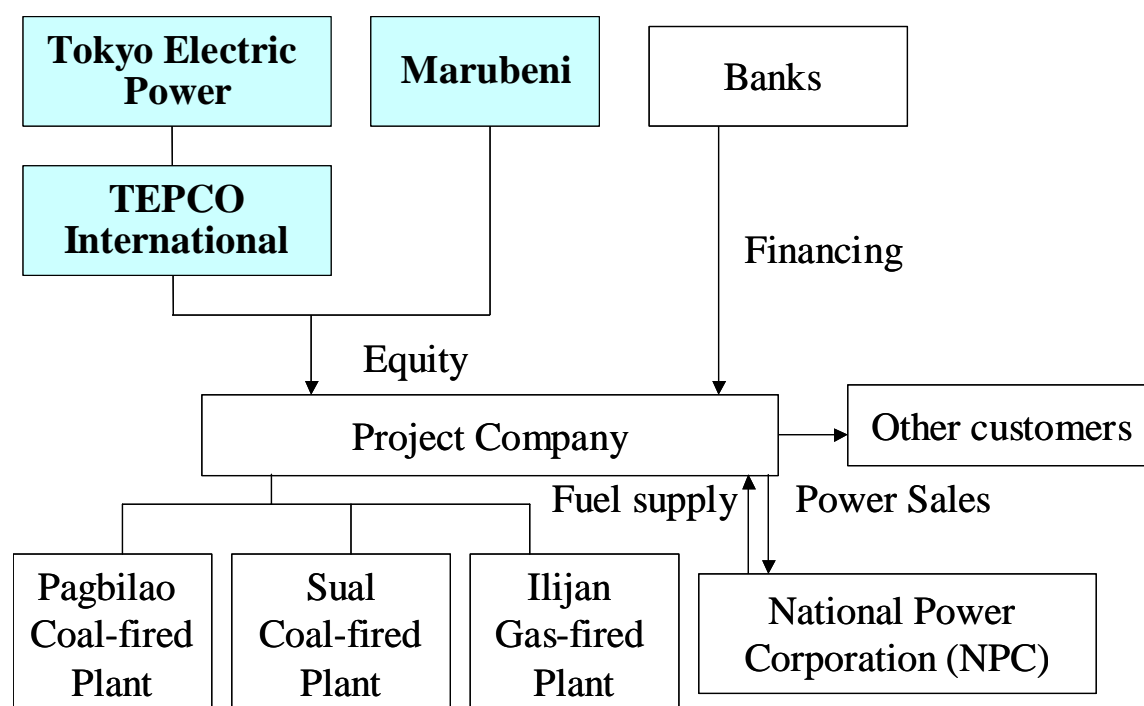 Tokyo Electric
Power
Marubeni
Banks
TEPCO
International
Financing
Equity
Project Company
Other customers
Fuel supply
Power Sales
Pagbilao
Coal-fired
Plant
Sual
Coal-fired
Plant
Ilijan
Gas-fired
Plant
National Power
Corporation (NPC)